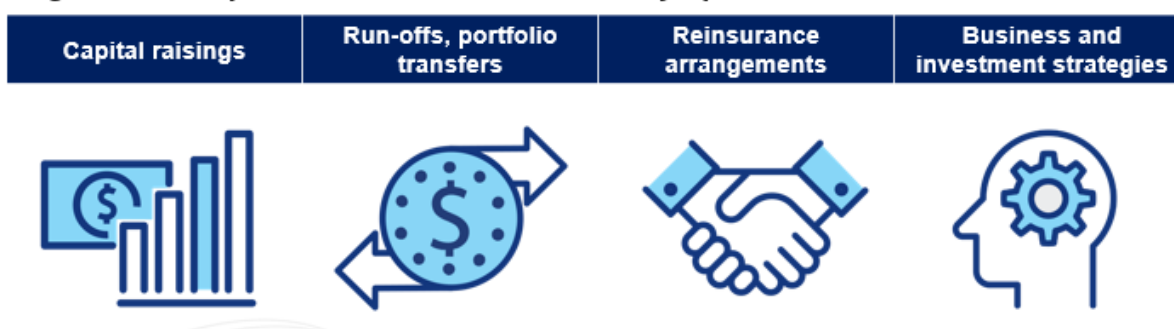 Capital raisings
Run-offs, portfolio
transfers
Reinsurance
arrangements
Business and
investment strategies
$
$